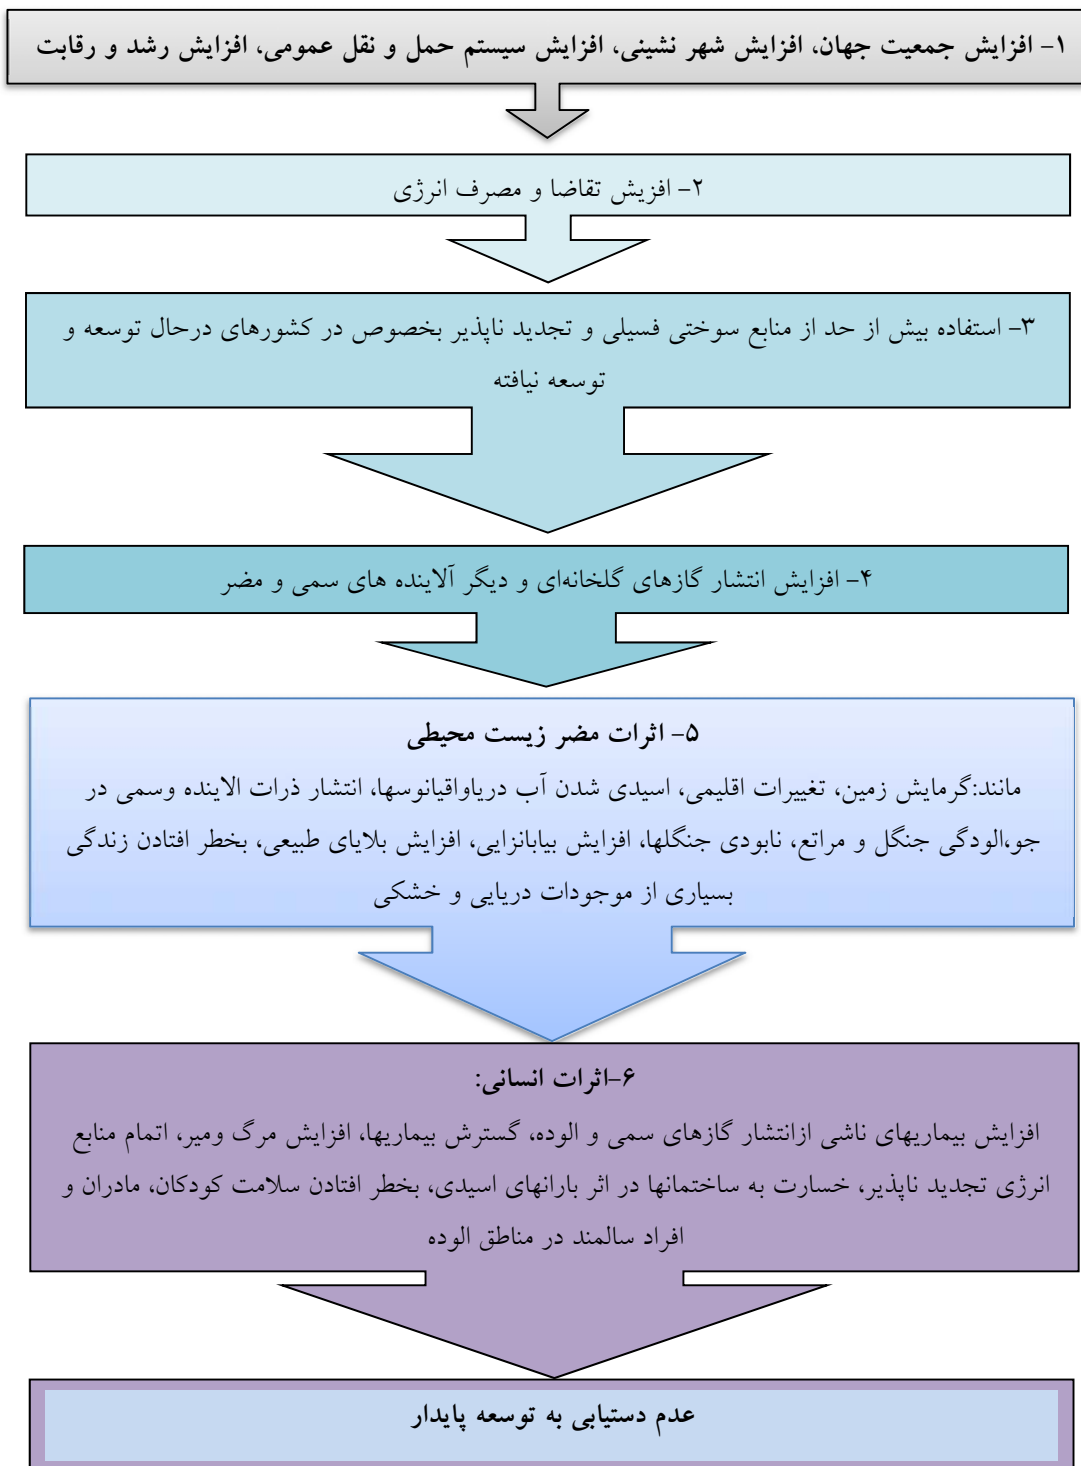 ۱- افزایش جمعیت جهان، افزایش شهر نشینی، افزایش سیستم حمل و نقل عمومی، افزایش رشد و رقابت
۲- افزیش تقاضا و مصرف انرژی
۳- استفاده بیش از حد از منابع سوختی فسیلی و تجدید ناپذیر بخصوص در کشورهای درحال توسعه و
توسعه نیافته
۴- افزایش انتشار گازهای گلخانه‌ای و دیگر آلاینده های سمی و مضر
۵- اثرات مضر زیست محیطی
مانند:گرمایش زمین، تغییرات اقلیمی، اسیدی شدن آب دریاواقیانوسها، انتشار ذرات الاینده وسمی در
جو،الودگی جنگل و مراتع، نابودی جنگلها، افزایش بیابانزایی، افزایش بلایای طبیعی، بخطر افتادن زندگی
بسیاری از موجودات دریایی و خشکی
۶-اثرات انسانی:
افزایش بیماریهای ناشی ازانتشار گازهای سمی و الوده، گسترش بیماریها، افزایش مرگ ومیر، اتمام منابع
انرژی تجدید ناپذیر، خسارت به ساختمانها در اثر بارانهای اسیدی، بخطر افتادن سلامت کودکان، مادران و
افراد سالمند در مناطق الوده
عدم دستیابی به توسعه پایدار